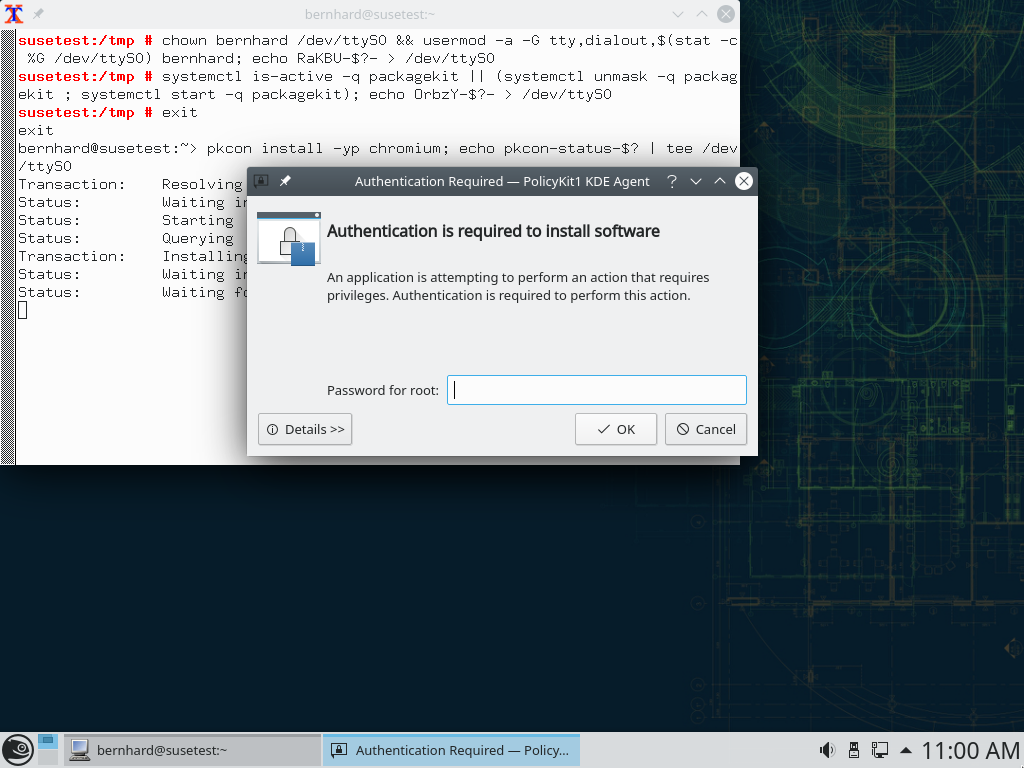 bernhard@susetest:~
susetest:/tmp # chown bernhard /dev/ttyS0 && usermod -a -G tty,dialout,$(stat -c
%G /dev/ttyS0) bernhard; echo RaKBU-$?- > /dev/ttyS0
susetest:/tmp # systemctl is-active -q packagekit || (systemctl unmask -q packag
ekit ; systemctl start -q packagekit); echo OrbzY-$?- > /dev/ttyS0
susetest:/tmp # exit
exit
bernhard@susetest:~> pkcon install -yp chromium; echo pkcon-status-$? | tee /dev
/ttyS0
Transaction: Resolving
Status: Waiting in
Status: Starting
Status: Querying
Transaction: Installing
Status: Waiting in
Status: Waiting fo
Authentication Required — PolicyKit1 KDE Agent
Authentication is required to install software
An application is attempting to perform an action that requires
privileges. Authentication is required to perform this action.
Password for root:
Details >>
OK
Cancel
bernhard@susetest:~
Authentication Required — Policy...
11:00 AM